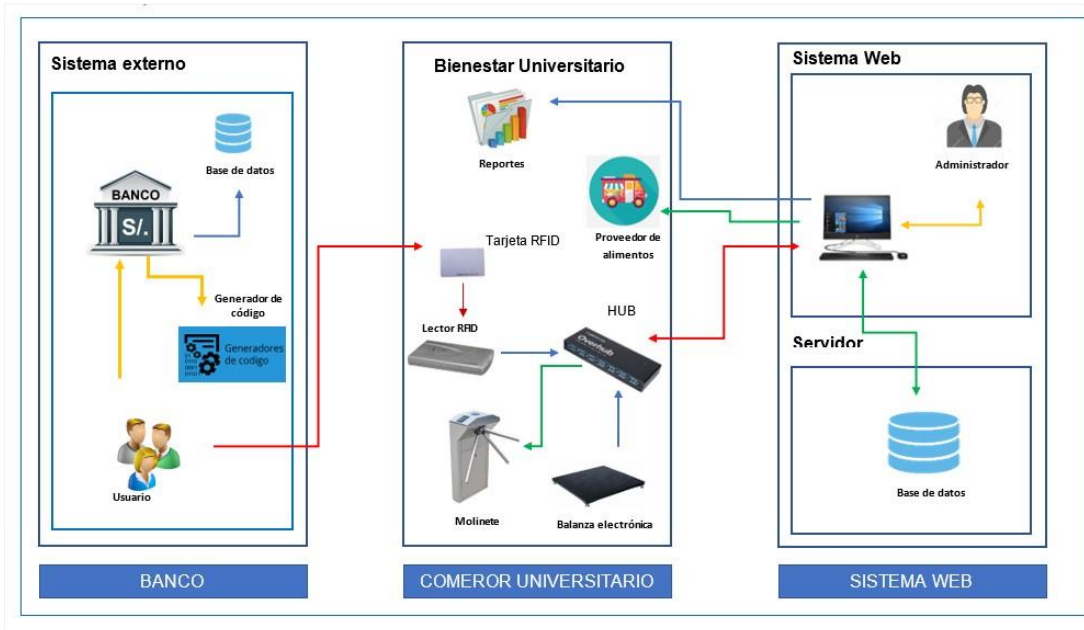 Sistema externo
Base de datos
BANCO
S/.
Generador de
código
Generadores
de codigo
Usuario
BANCO
Bienestar Universitario
Reportes
Proveedor de
alimentos
Tarjeta RFID
Lector RFID
HUB
Overhub
Molinete
Balanza electrónica
COMEROR UNIVERSITARIO
Sistema Web
Administrador
Servidor
Base de datos
SISTEMA WEB